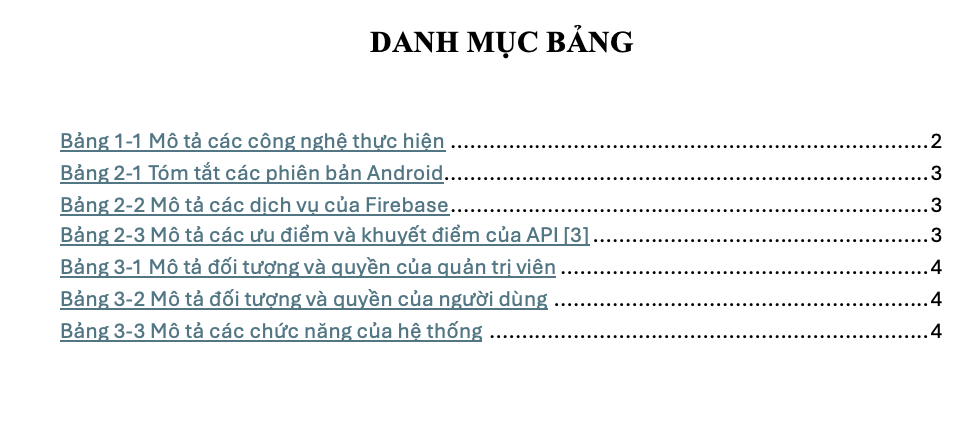 DANH MỤC BẢNG
Bảng 1-1 Mô tả các công nghệ thực hiện ........................................................................ 2
Bảng 2-1 Tóm tắt các phiên bản Android......................................................................... 3
Bảng 2-2 Mô tả các dịch vụ của Firebase........................................................................ 3
Bảng 2-3 Mô tả các ưu điểm và khuyết điểm của API [3] ................................................... 3
Bảng 3-1 Mô tả đối tượng và quyền của quản trị viên ........................................................ 4
Bảng 3-2 Mô tả đối tượng và quyền của người dùng ......................................................... 4
Bảng 3-3 Mô tả các chức năng của hệ thống ................................................................... 4